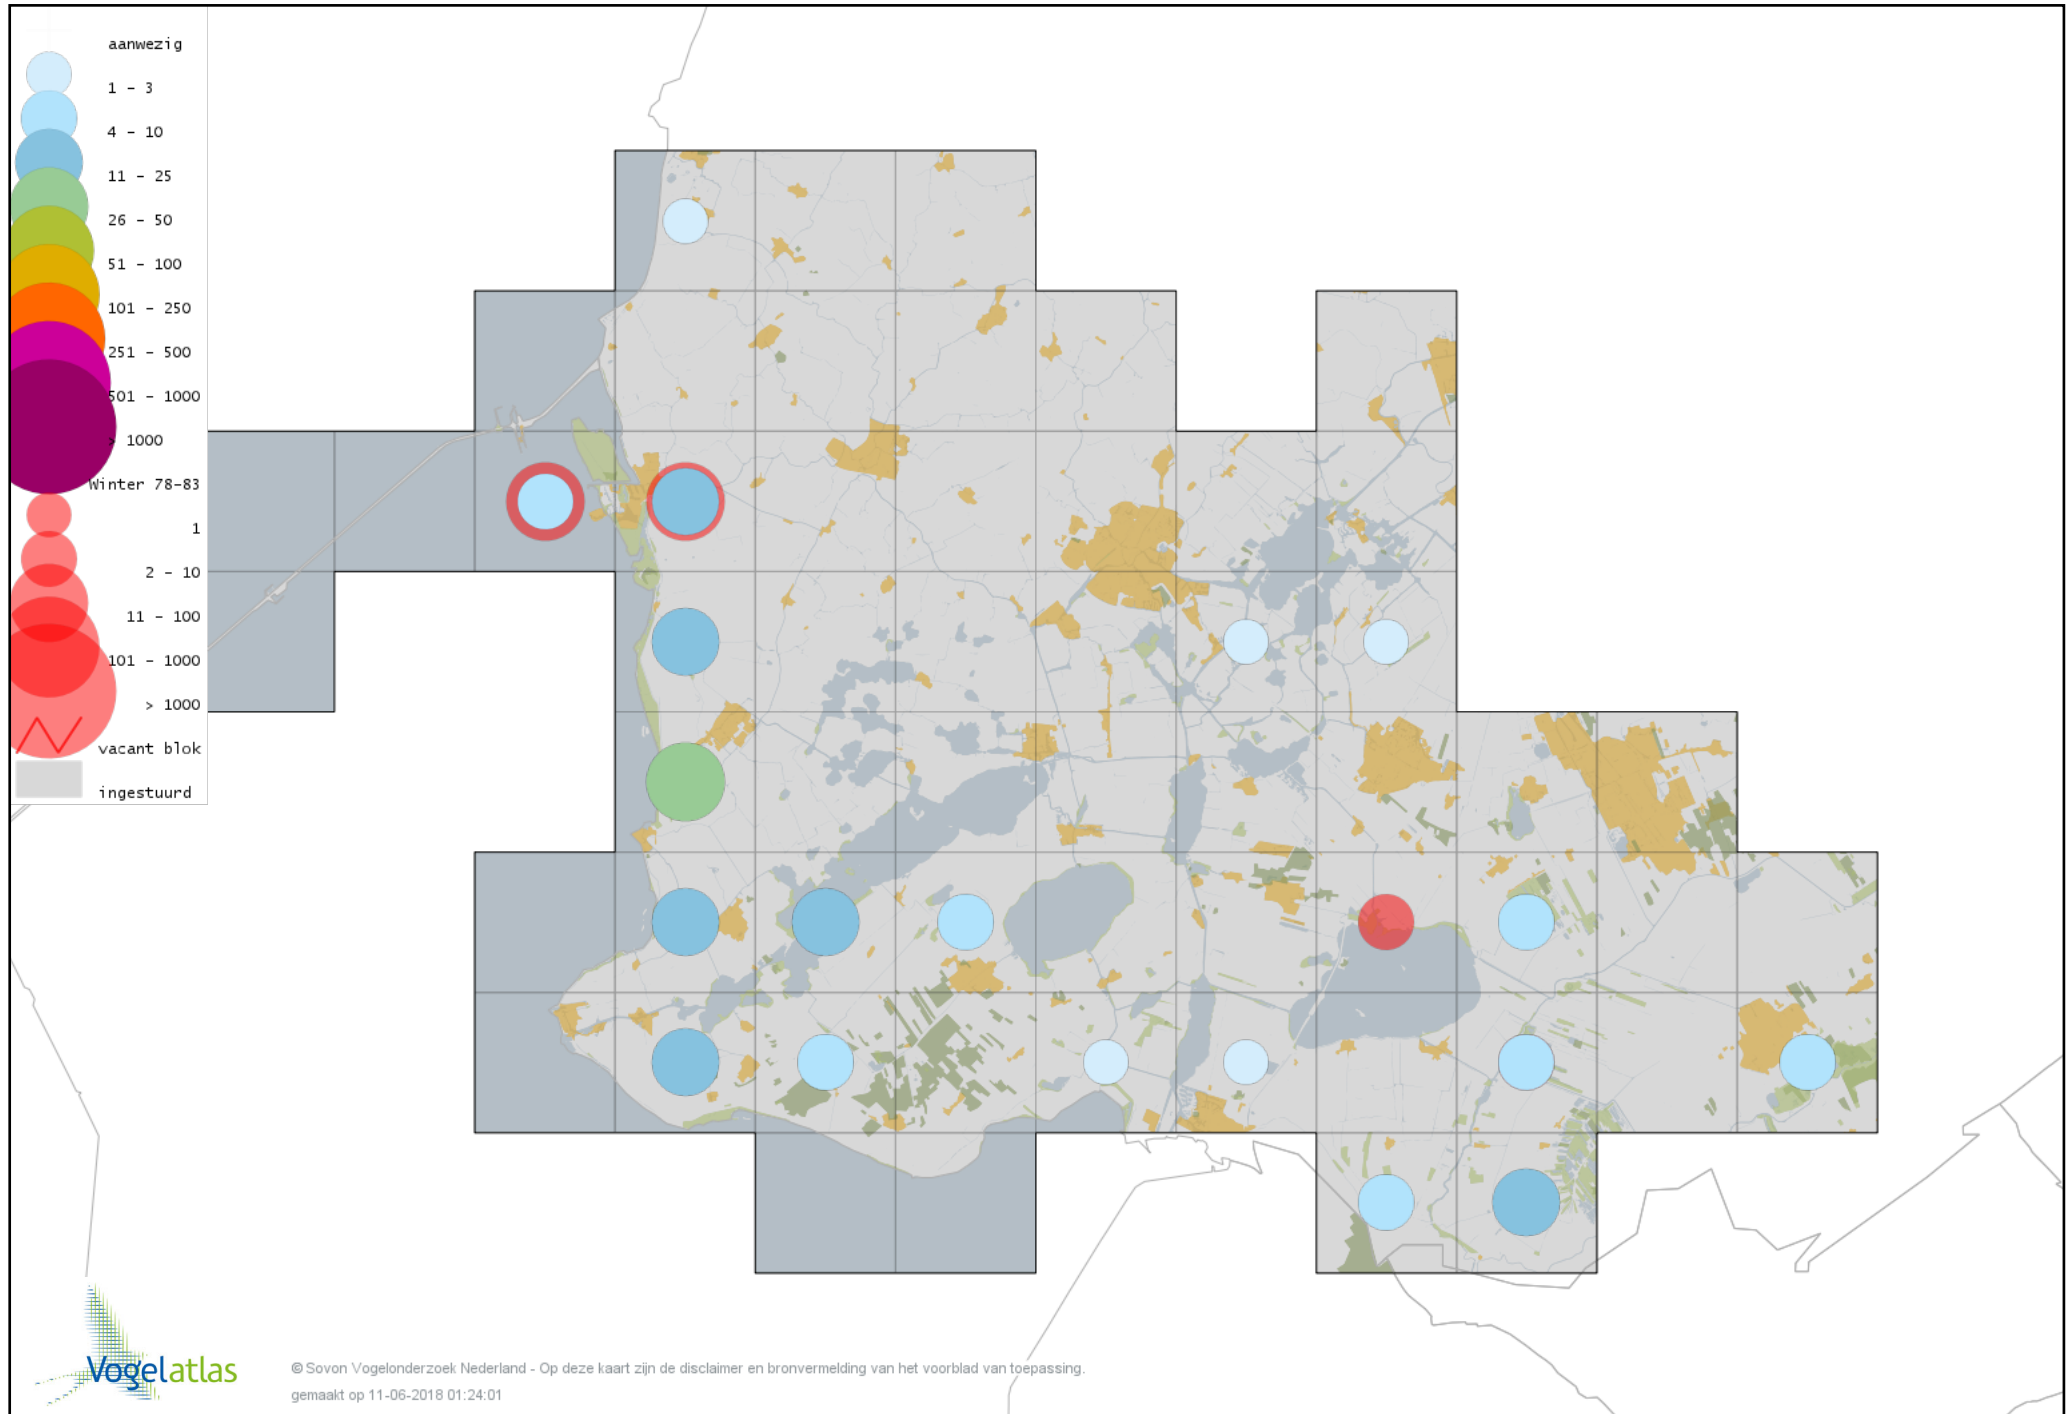 aanwezig
1 - 3
4 - 10
11 - 25
26 - 50
51 - 100
101 - 250
251 - 500
501 - 1000
> 1000
Winter 78-83
1
2 - 10
11 - 100
101 - 1000
> 1000
vacant blok
ingestuurd
Vogelatlas
© Sovon Vogelonderzoek Nederland - Op deze kaart zijn de disclaimer en bronvermelding van het voorblad van toepassing.
gemaakt op 11-06-2018 01:24:01